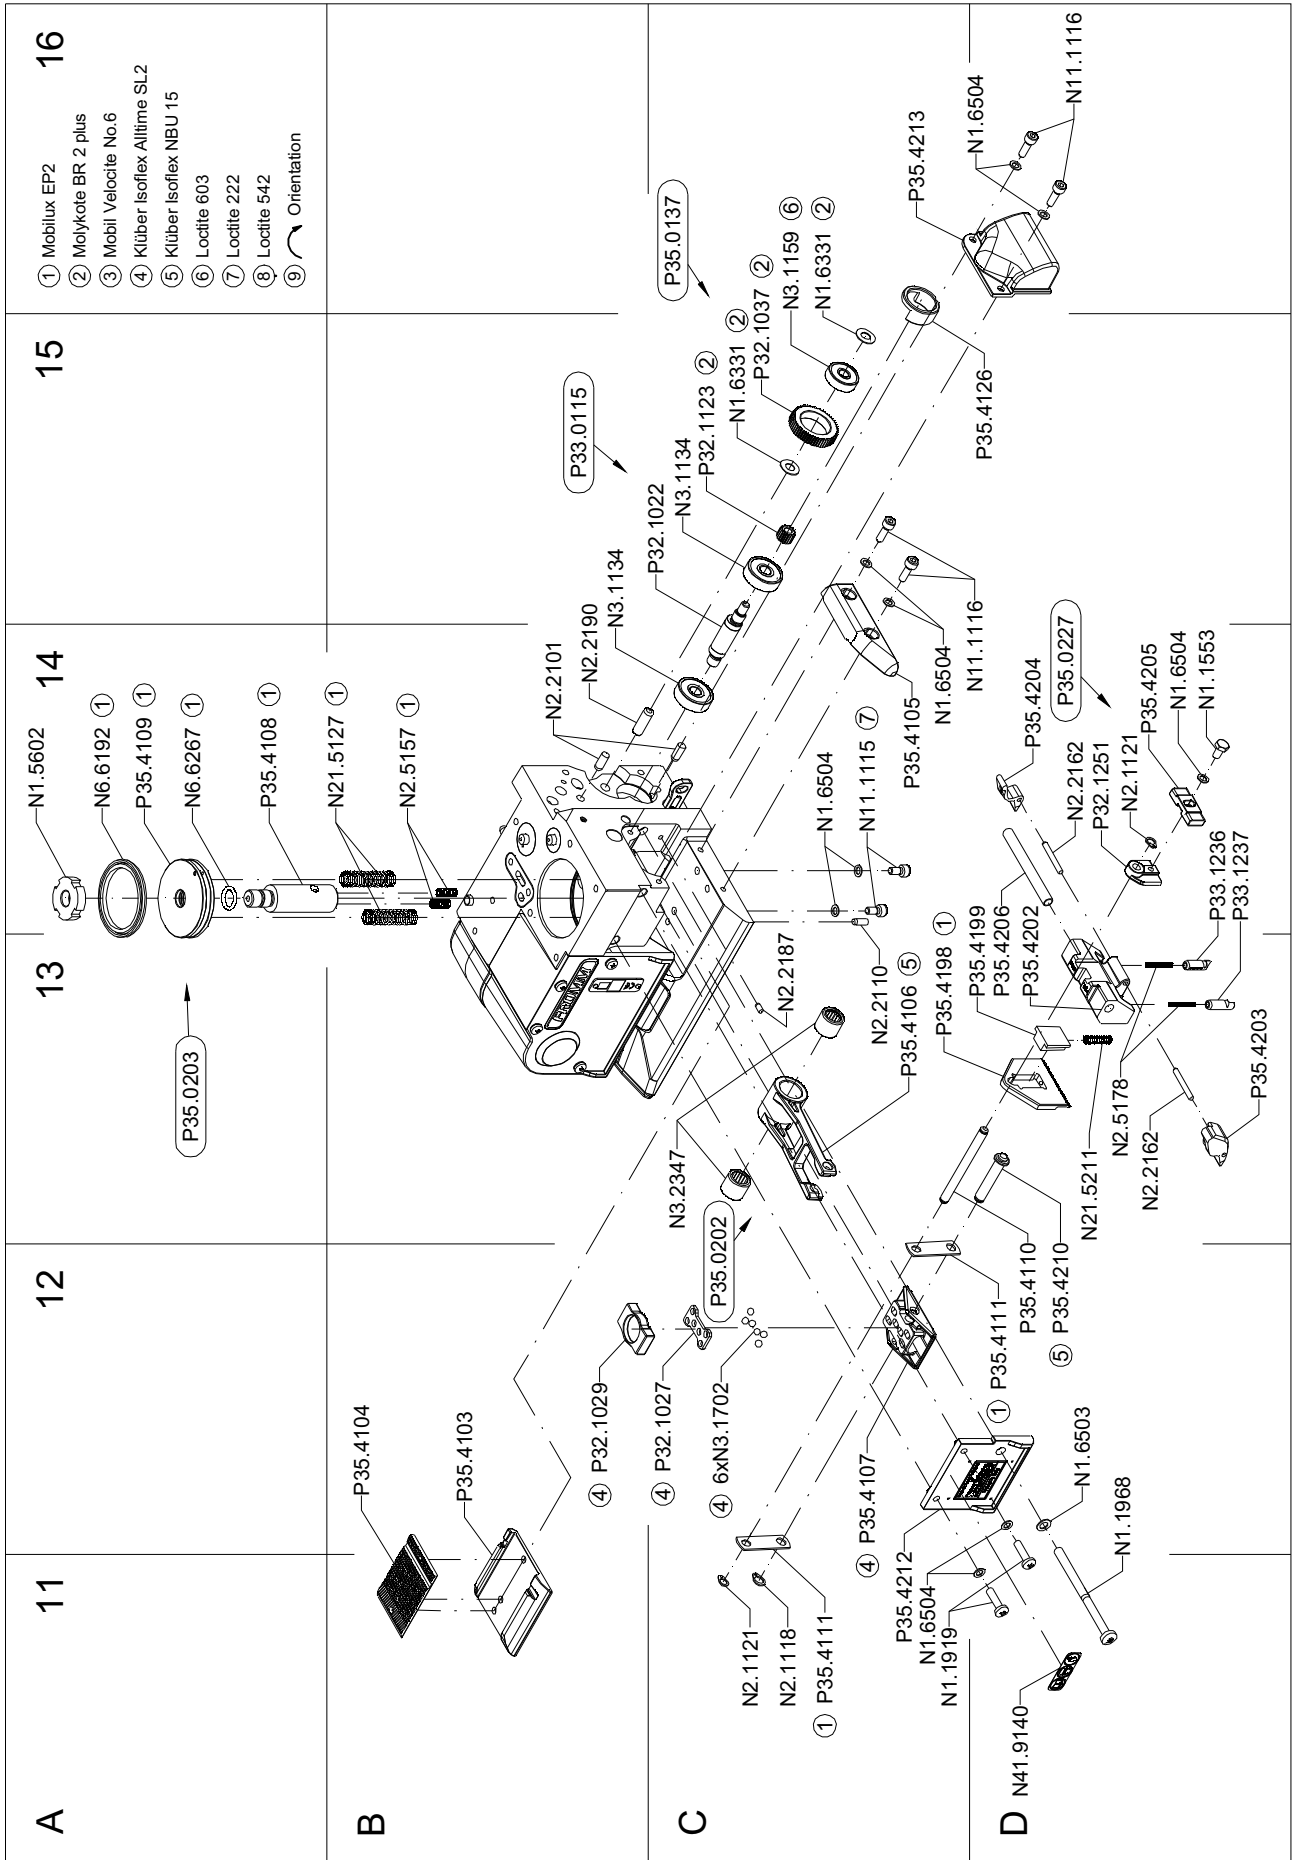 16
① Mobilux EP2
② Molykote BR 2 plus
③ Mobil Velocite No.6
④ Klüber Isoflex Alltime SL2
⑤ Klüber Isoflex NBU 15
⑥ Loctite 603
⑦ Loctite 222
⑧ Loctite 542
⑨ Orientation
15
14
13
12
11
A
B
C
D
N1.5602
N6.6192 ①
P35.4109 ①
N6.6267 ①
P35.4108 ①
N21.5127 ①
N2.5157 ①
P35.0203
P35.4104
P35.4103
④ P32.1029
④ P32.1027
④ 6xN3.1702
P35.0202
N3.2347
FROMM
N2.2101
N2.2190
N3.1134
P32.1022
N3.1134
P32.1123 ②
N1.6331 ②
P32.1037 ②
N3.1159 ⑥
N1.6331 ②
P33.0115
P35.0137
P35.4213
N1.6504
N11.1116
P35.4126
P35.4105
N1.6504
N11.1116
N1.6504
N11.1115 ⑦
N2.2187
N2.2110
P35.4106 ⑤
P35.4198 ①
P35.4199
P35.4206
P35.4202
P35.4204
P35.0227
N2.2162
P32.1251
N2.1121
P35.4205
N1.6504
N1.1553
P33.1236
P33.1237
P35.4203
N2.2162
N2.5178
N21.5211
P35.4110
⑤ P35.4210
① P35.4111
④ P35.4107
N2.1121
N2.1118
① P35.4111
P35.4212
N1.6504
N1.1919
N1.6503
N1.1968
N41.9140